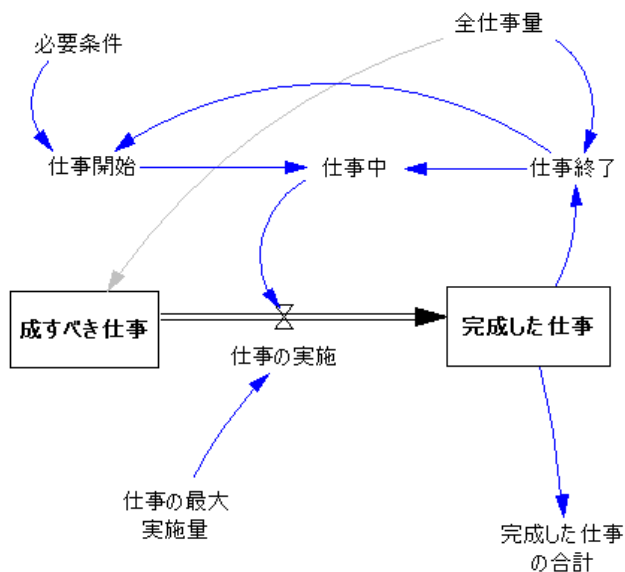 全仕事量
必要条件
仕事開始
仕事中
仕事終了
成すべき仕事
完成した仕事
仕事の実施
仕事の最大
実施量
完成した仕事
の合計